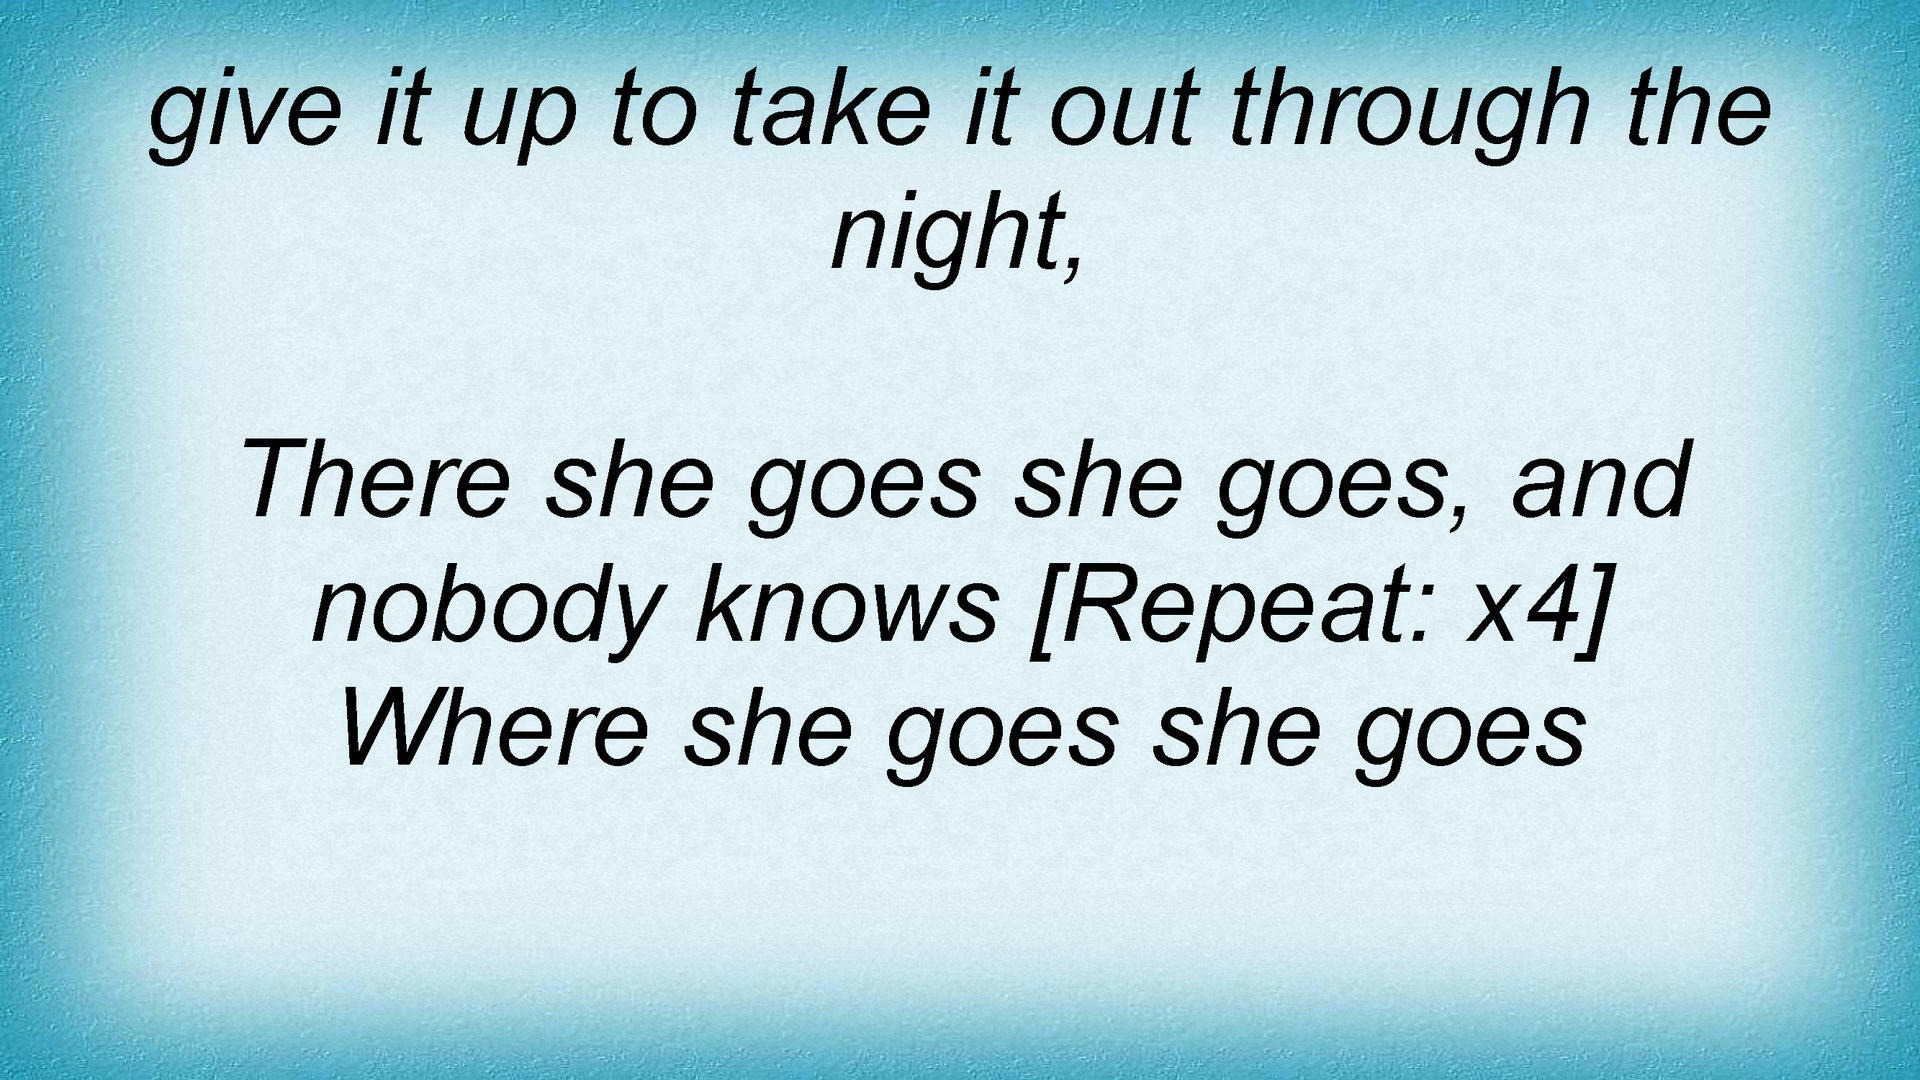 give it up to take it out through the
night,
There she goes she goes, and
nobody knows [Repeat: x4]
Where she goes she goes